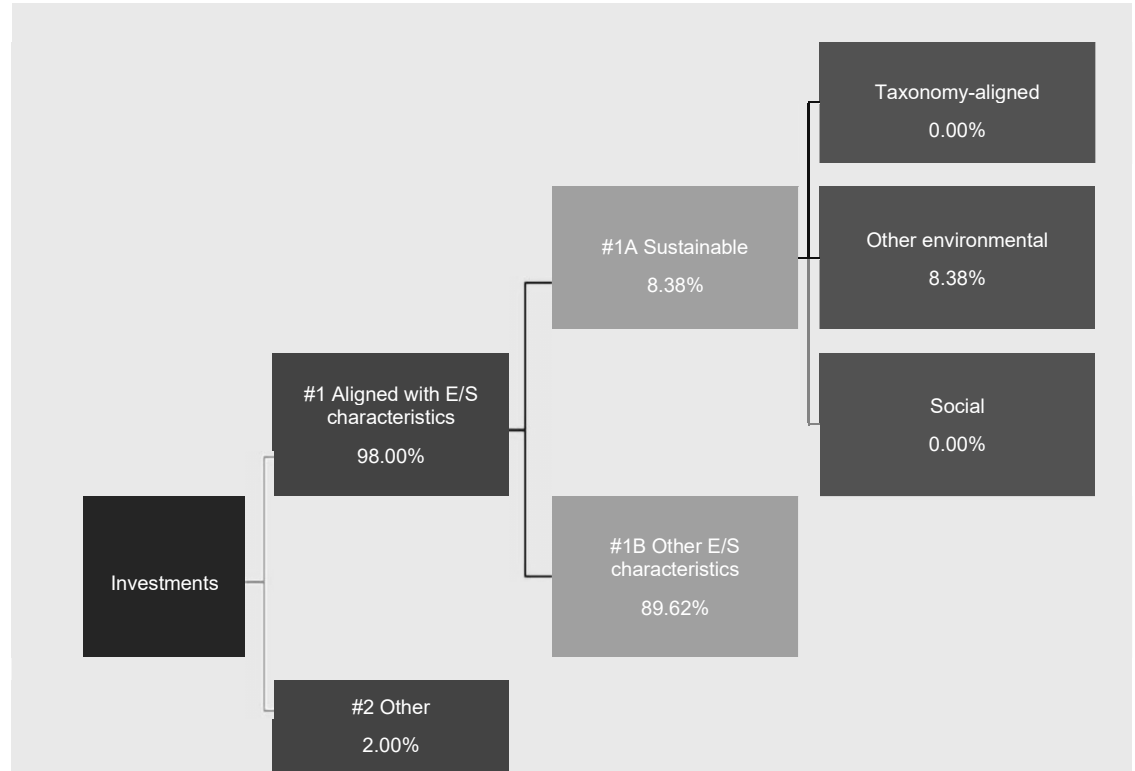 Investments
#1 Aligned with E/S
characteristics
98.00%
#2 Other
2.00%
#1A Sustainable
8.38%
#1B Other E/S
characteristics
89.62%
Taxonomy-aligned
0.00%
Other environmental
8.38%
Social
0.00%